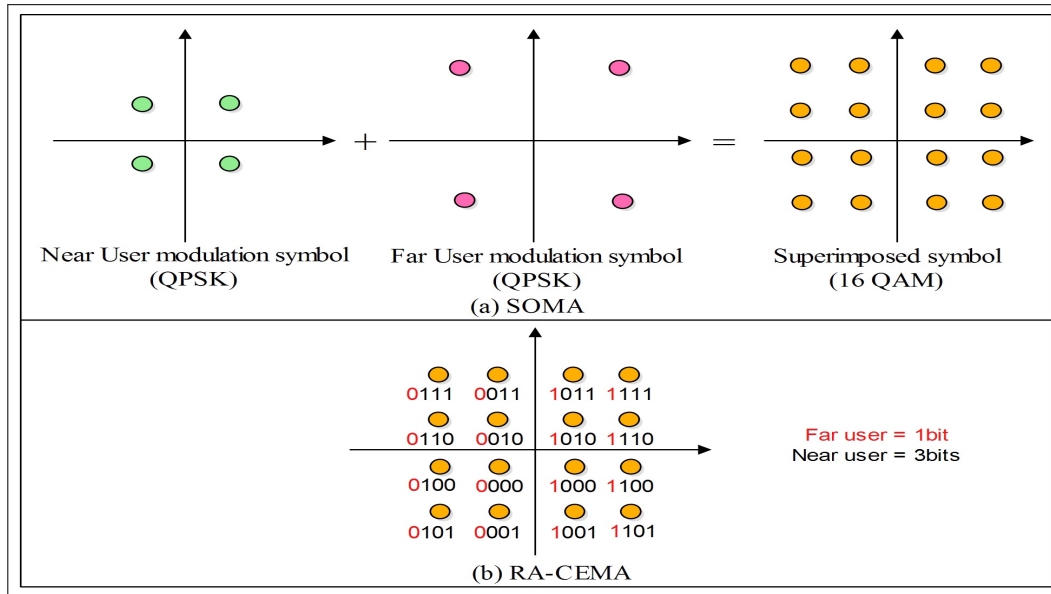 +
=
Near User modulation symbol
(QPSK)
Far User modulation symbol
(QPSK)
Superimposed symbol
(16 QAM)
(a) SOMA
0111 0011 1011 1111
0110 0010 1010 1110
0100 0000 1000 1100
0101 0001 1001 1101
Far user = 1bit
Near user = 3bits
(b) RA-CEMA